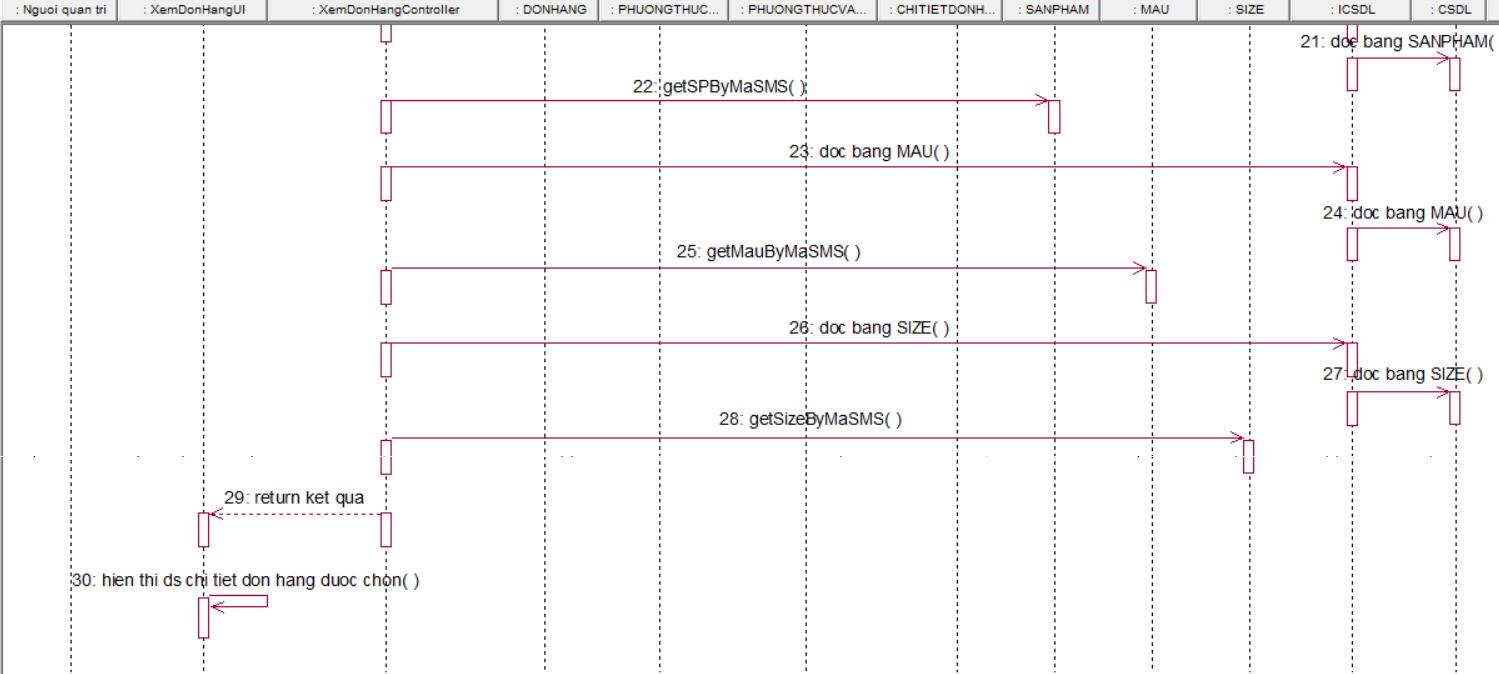 : Nguoi quan tri
: XemDonHangUI
: XemDonHangController
: DONHANG
: PHUONGTHUC...
: PHUONGTHUCVA...
: CHITIETDONH...
: SANPHAM
: MAU
: SIZE
: ICSDL
: CSDL
21: doc bang SANPHAM(
22: getSPByMaSMS( )
23: doc bang MAU( )
24: doc bang MAU( )
25: getMauByMaSMS( )
26: doc bang SIZE( )
27: doc bang SIZE( )
28: getSizeByMaSMS( )
29: return ket qua
30: hien thi ds chi tiet don hang duoc chon( )